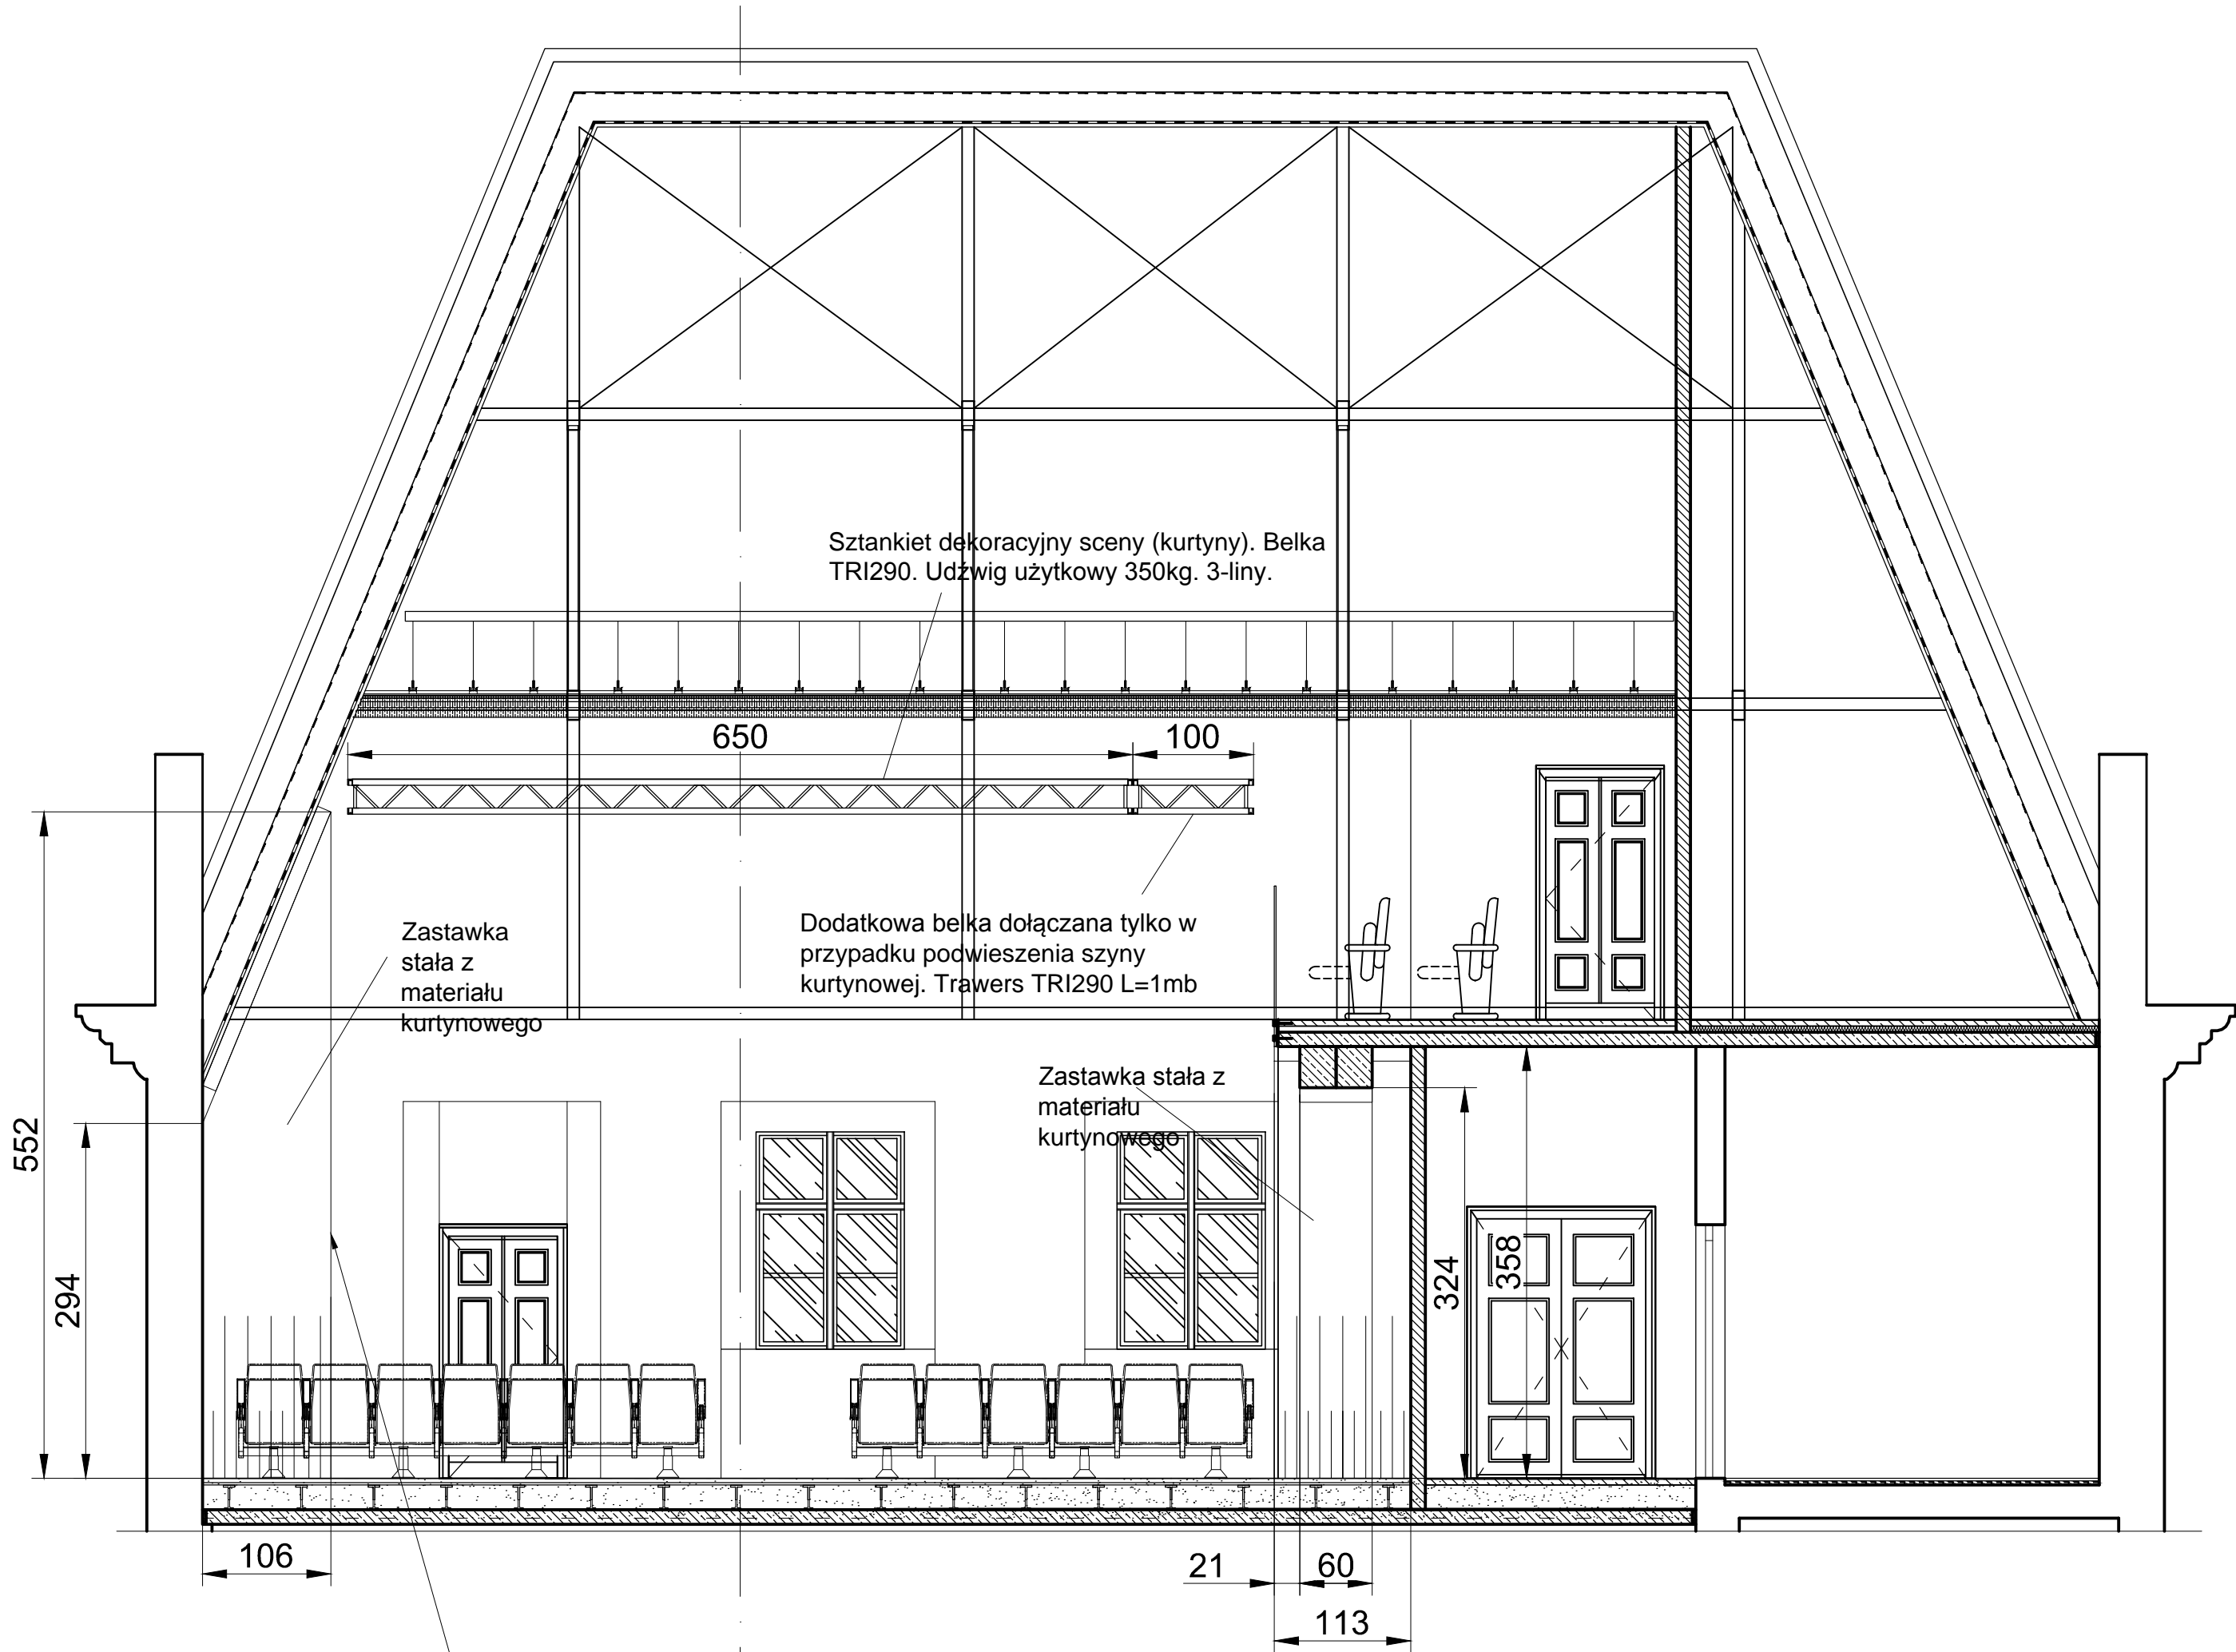 Sztankiet dekoracyjny sceny (kurtyny). Belka
TRI290. Udźwig użytkowy 350kg. 3-liny.
650
100
Zastawka
stała z
materiału
kurtynowego
Dodatkowa belka dołączana tylko w
przypadku podwieszenia szyny
kurtynowej. Trawers TRI290 L=1mb
Zastawka stała z
materiału
kurtynowego
552
294
324
358
106
21
60
113